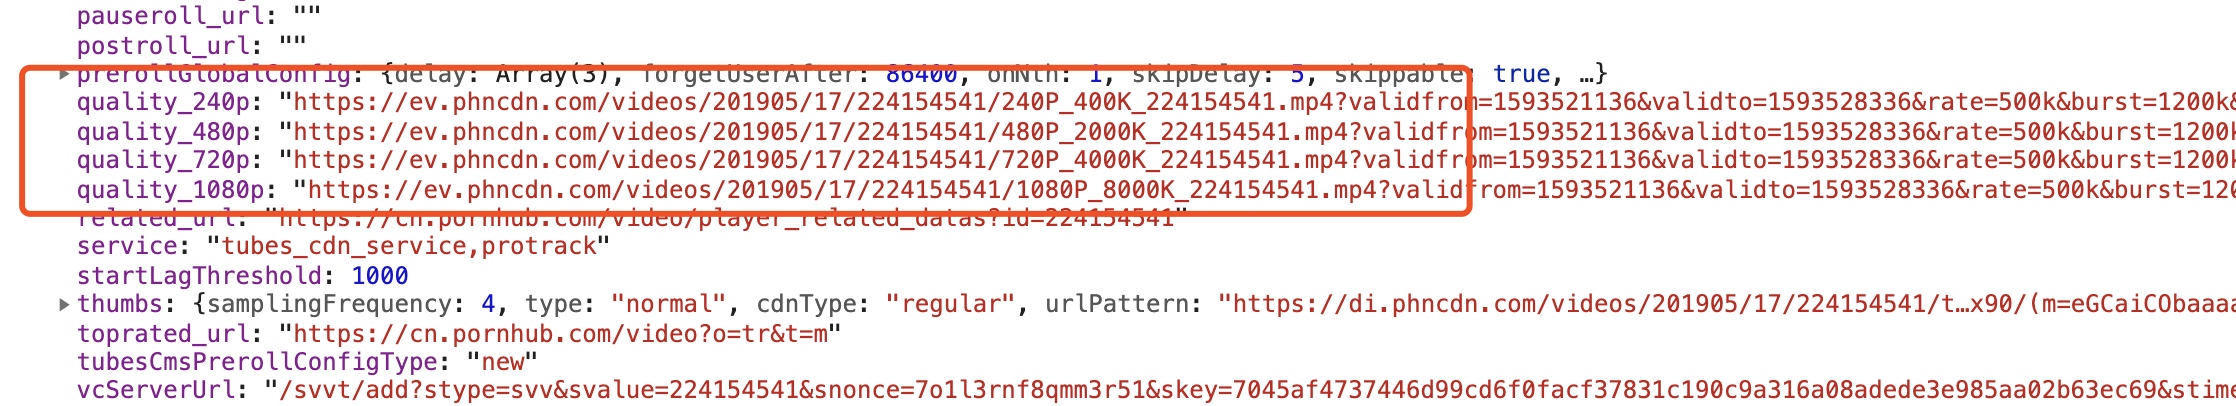 pauseroll_url: ""
postroll_url: ""
prerollGlobalConfig: {delay: Array(3), forgetUserAfter: 86400, onNth: 1, skipDelay: 5, skippable: true, …}
quality_240p: "https://ev.phncdn.com/videos/201905/17/224154541/240P_400K_224154541.mp4?validfrom=1593521136&validto=1593528336&rate=500k&burst=1200k&
quality_480p: "https://ev.phncdn.com/videos/201905/17/224154541/480P_2000K_224154541.mp4?validfrom=1593521136&validto=1593528336&rate=500k&burst=1200k
quality_720p: "https://ev.phncdn.com/videos/201905/17/224154541/720P_4000K_224154541.mp4?validfrom=1593521136&validto=1593528336&rate=500k&burst=1200k
quality_1080p: "https://ev.phncdn.com/videos/201905/17/224154541/1080P_8000K_224154541.mp4?validfrom=1593521136&validto=1593528336&rate=500k&burst=120
related_url: "https://cn.pornhub.com/video/player_related_datas?id=224154541"
service: "tubes_cdn_service,protrack"
startLagThreshold: 1000
thumbs: {samplingFrequency: 4, type: "normal", cdnType: "regular", urlPattern: "https://di.phncdn.com/videos/201905/17/224154541/t…x90/(m=eGCaiCObaaaa
toprated_url: "https://cn.pornhub.com/video?o=tr&t=m"
tubesCmsPrerollConfigType: "new"
vcServerUrl: "/svvt/add?stype=svv&svalue=224154541&snonce=7o1l3rnf8qmm3r51&skey=7045af4737446d99cd6f0facf37831c190c9a316a08adede3e985aa02b63ec69&stime